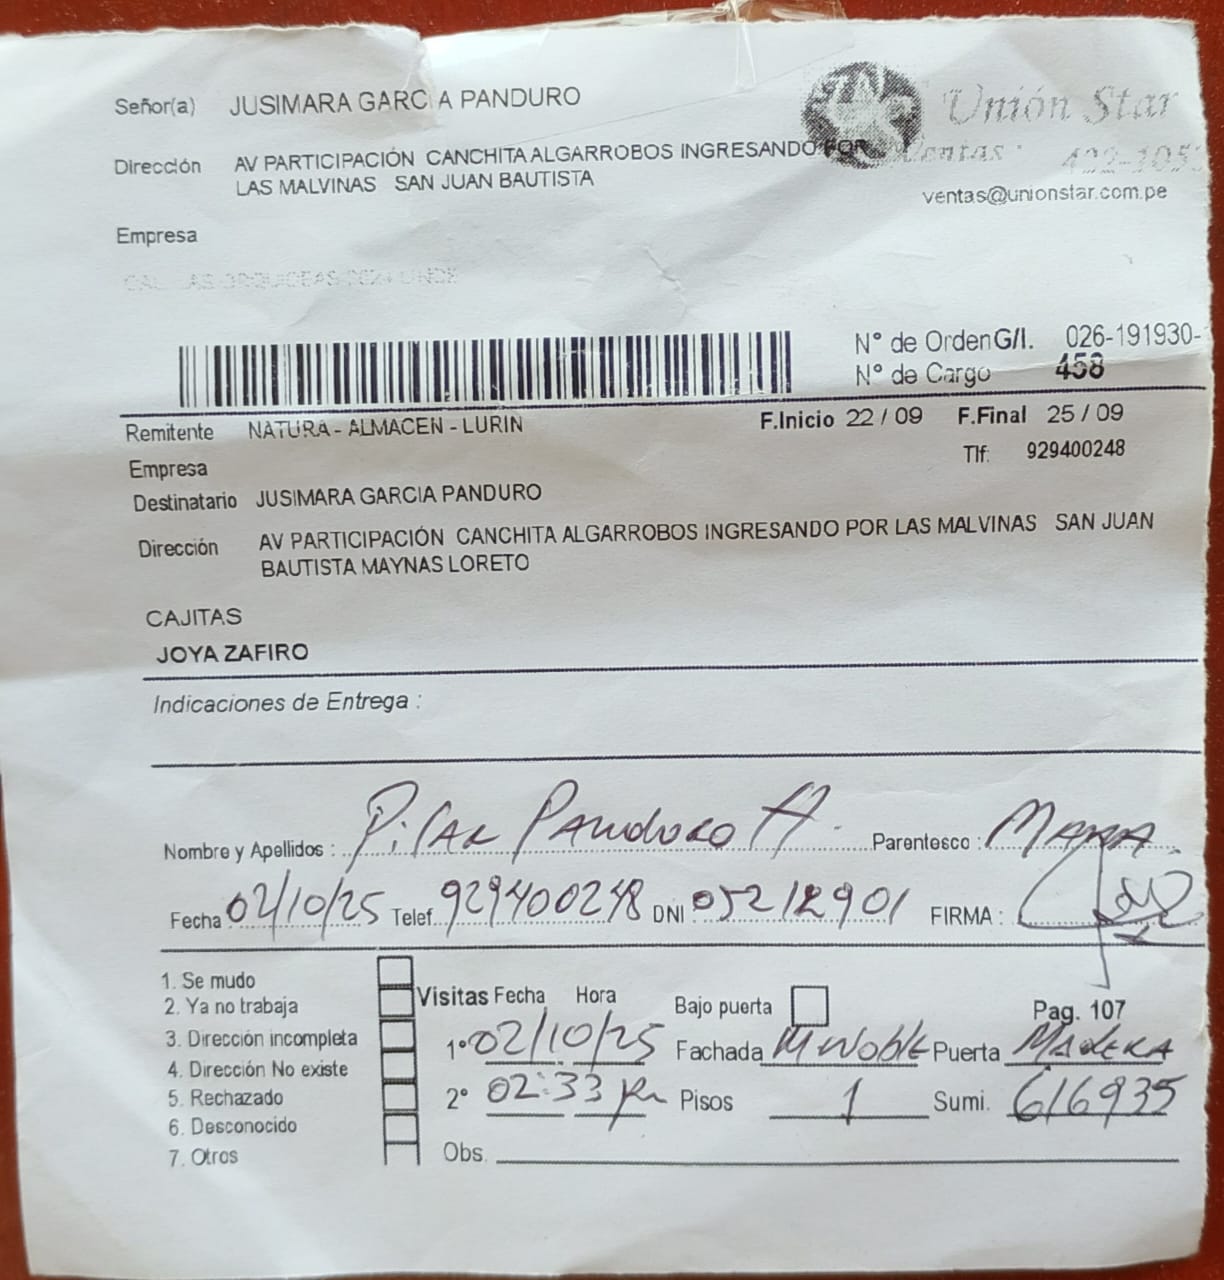 Señor(a) JUSIMARA GARCIA PANDURO
Unión Star
Dirección AV PARTICIPACIÓN CANCHITA ALGARROBOS INGRESANDO POR
LAS MALVINAS SAN JUAN BAUTISTA
Ventas: 422-105
ventas@unionstar.com.pe
Empresa
N° de Orden G/I. 026-191930-
N° de Cargo 458
Remitente NATURA - ALMACEN - LURIN F.Inicio 22 / 09 F.Final 25 / 09
Empresa Tlf: 929400248
Destinatario JUSIMARA GARCIA PANDURO
Dirección AV PARTICIPACIÓN CANCHITA ALGARROBOS INGRESANDO POR LAS MALVINAS SAN JUAN
BAUTISTA MAYNAS LORETO
CAJITAS
JOYA ZAFIRO
Indicaciones de Entrega :
Nombre y Apellidos : Pilar Panduro A. Parentesco : Mama
Fecha 02/10/25 Telef. 929400248 DNI 05212901 FIRMA :
1. Se mudo
2. Ya no trabaja Visitas Fecha Hora Bajo puerta Pag. 107
3. Dirección incompleta 1° 02/10/25 Fachada M Noble Puerta Madera
4. Dirección No existe
5. Rechazado 2° 02:33 pm Pisos 1 Sumi. 616935
6. Desconocido
7. Otros Obs.